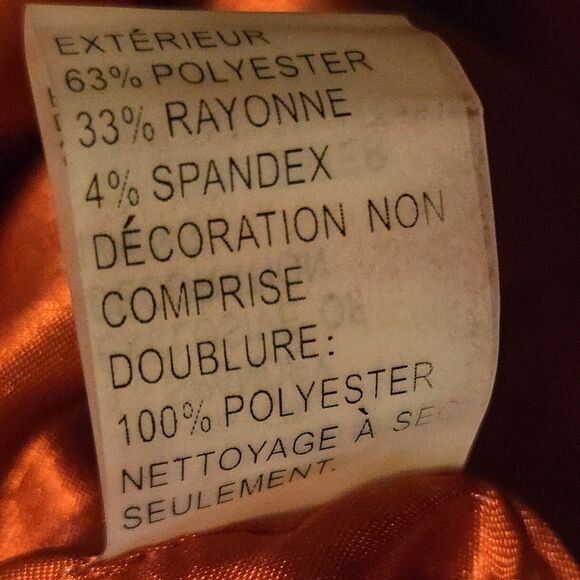 EXTÉRIEUR
63% POLYESTER
33% RAYONNE
4% SPANDEX
DÉCORATION NON
COMPRISE
DOUBLURE:
100% POLYESTER
NETTOYAGE À SEC
SEULEMENT.